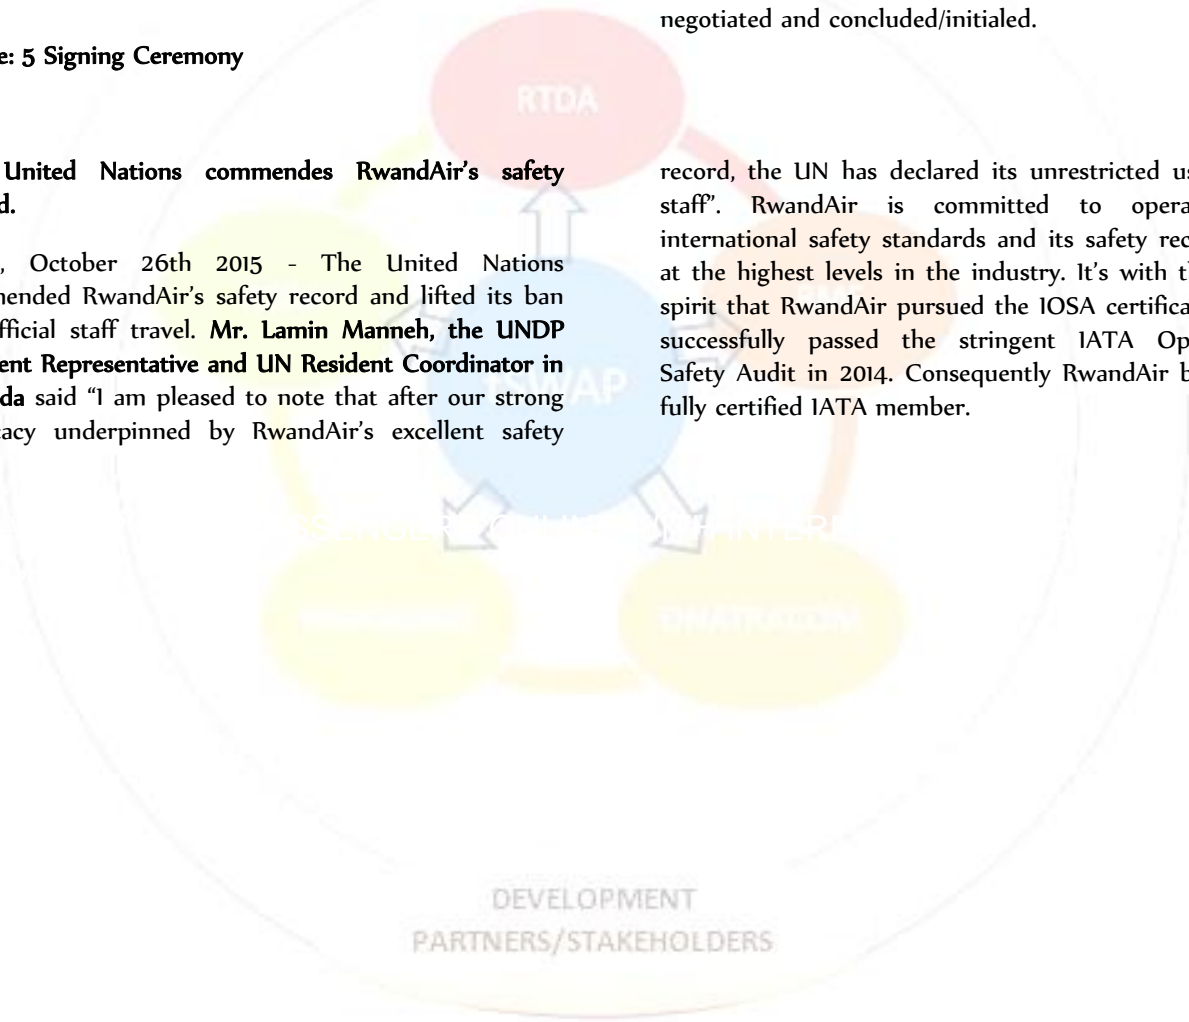 negotiated and concluded/initialed.
e: 5 Signing Ceremony
United Nations commendes RwandAir's safety
d.
, October 26th 2015 - The United Nations
mended RwandAir's safety record and lifted its ban
fficial staff travel. Mr. Lamin Manneh, the UNDP
ent Representative and UN Resident Coordinator in
da said “I am pleased to note that after our strong
acy underpinned by RwandAir's excellent safety
record, the UN has declared its unrestricted us
staff”. RwandAir is committed to opera
international safety standards and its safety rec
at the highest levels in the industry. It's with th
spirit that RwandAir pursued the IOSA certifica
successfully passed the stringent IATA Op
Safety Audit in 2014. Consequently RwandAir b
fully certified IATA member.
RTDA
tSWAP
ONATRACOM
DEVELOPMENT
PARTNERS/STAKEHOLDERS